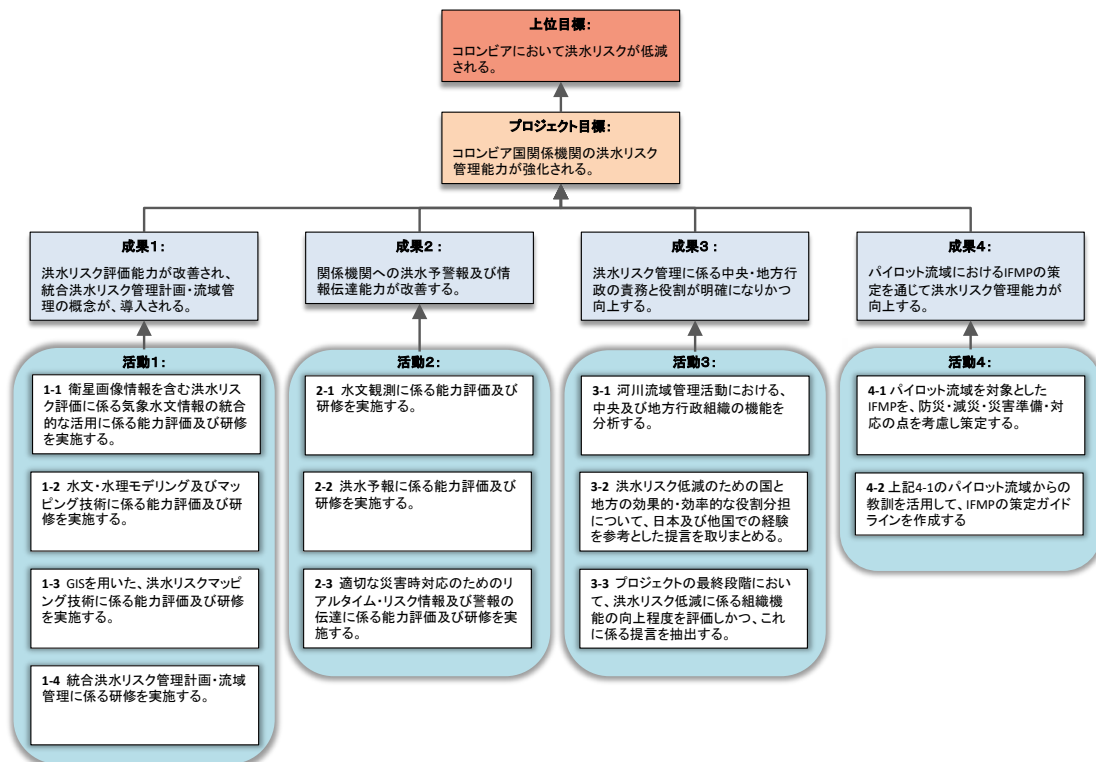 上位目標：
コロンビアにおいて洪水リスクが低減
される。
プロジェクト目標：
コロンビア国関係機関の洪水リスク
管理能力が強化される。
成果1：
洪水リスク評価能力が改善され、
統合洪水リスク管理計画・流域管
理の概念が、導入される。
成果2：
関係機関への洪水予警報及び情
報伝達能力が改善する。
成果3：
洪水リスク管理に係る中央・地方行
政の責務と役割が明確になりかつ
向上する。
成果4：
パイロット流域におけるIFMPの策
定を通じて洪水リスク管理能力が
向上する。
活動1：
1-1 衛星画像情報を含む洪水リス
ク評価に係る気象水文情報の統合
的な活用に係る能力評価及び研修
を実施する。
1-2 水文・水理モデリング及びマッ
ピング技術に係る能力評価及び研
修を実施する。
1-3 GISを用いた、洪水リスクマッピ
ング技術に係る能力評価及び研修
を実施する。
1-4 統合洪水リスク管理計画・流域
管理に係る研修を実施する。
活動2：
2-1 水文観測に係る能力評価及び
研修を実施する。
2-2 洪水予報に係る能力評価及び
研修を実施する。
2-3 適切な災害時対応のためのリ
アルタイム・リスク情報及び警報の
伝達に係る能力評価及び研修を実
施する。
活動3：
3-1 河川流域管理活動における、
中央及び地方行政組織の機能を
分析する。
3-2 洪水リスク低減のための国と
地方の効果的・効率的な役割分担
について、日本及び他国での経験
を参考とした提言を取りまとめる。
3-3 プロジェクトの最終段階におい
て、洪水リスク低減に係る組織機
能の向上程度を評価しかつ、これ
に係る提言を抽出する。
活動4：
4-1 パイロット流域を対象とした
IFMPを、防災・減災・災害準備・対
応の点を考慮し策定する。
4-2 上記4-1のパイロット流域からの
教訓を活用して、IFMPの策定ガイド
ラインを作成する